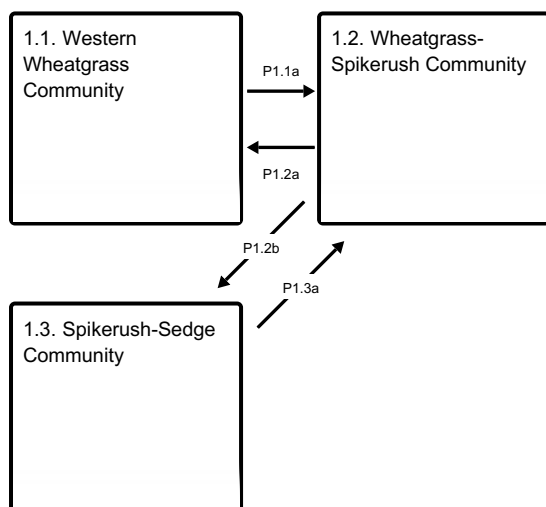 1.1. Western
Wheatgrass
Community
P1.1a
1.2. Wheatgrass-
Spikerush Community
P1.2a
P1.2b
P1.3a
1.3. Spikerush-Sedge
Community